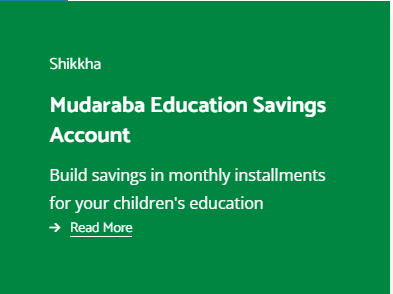 Shikkha
Mudaraba Education Savings
Account
Build savings in monthly installments
for your children's education
→ Read More